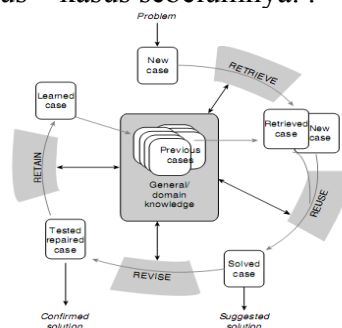 Problem
New
case
RETRIEVE
Learned
case
Retrieved
case
New
case
Previous
cases
General/
domain
knowledge
RETAIN
REUSE
Tested
repaired
case
REVISE
Solved
case
Confirmed
solution
Suggested
solution